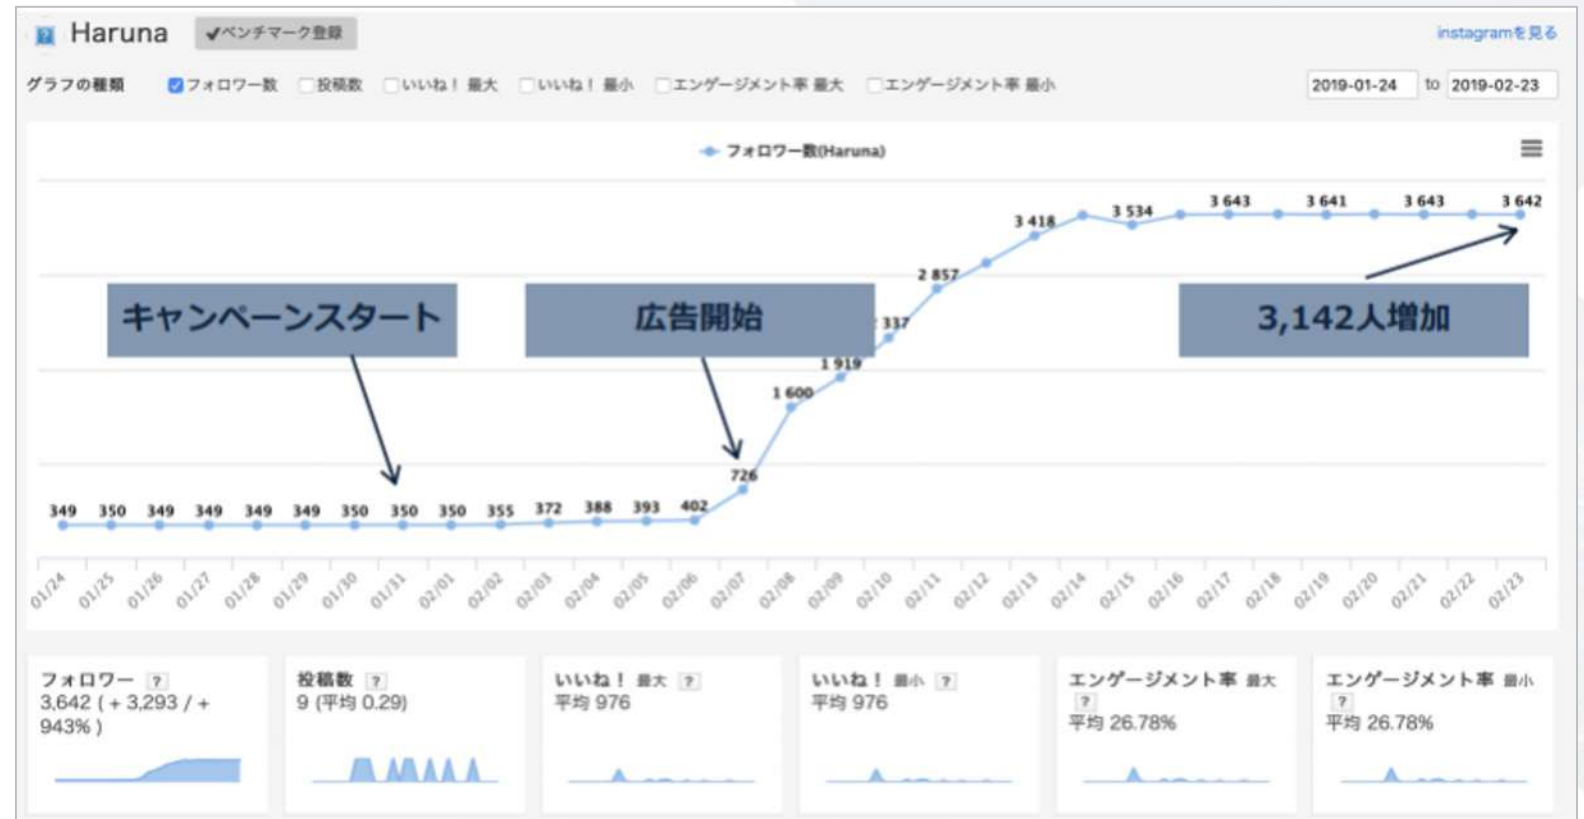 Haruna
✔ベンチマーク登録
instagramを見る
グラフの種類 フォロワー数 投稿数 いいね！ 最大 いいね！ 最小 エンゲージメント率 最大 エンゲージメント率 最小
2019-01-24 to 2019-02-23
フォロワー数(Haruna)
3 418 3 534 3 643 3 641 3 643 3 642
2 857
キャンペーンスタート 広告開始 337 3,142人増加
1 919
1 600
726
349 350 349 349 349 349 350 350 350 355 372 388 393 402
01/24 01/25 01/26 01/27 01/28 01/29 01/30 01/31 02/01 02/02 02/03 02/04 02/05 02/06 02/07 02/08 02/09 02/10 02/11 02/12 02/13 02/14 02/15 02/16 02/17 02/18 02/19 02/20 02/21 02/22 02/23
フォロワー ?
3,642 ( + 3,293 / +
943% )
投稿数 ?
9 (平均 0.29)
いいね！ 最大 ?
平均 976
いいね！ 最小 ?
平均 976
エンゲージメント率 最大
?
平均 26.78%
エンゲージメント率 最小
?
平均 26.78%